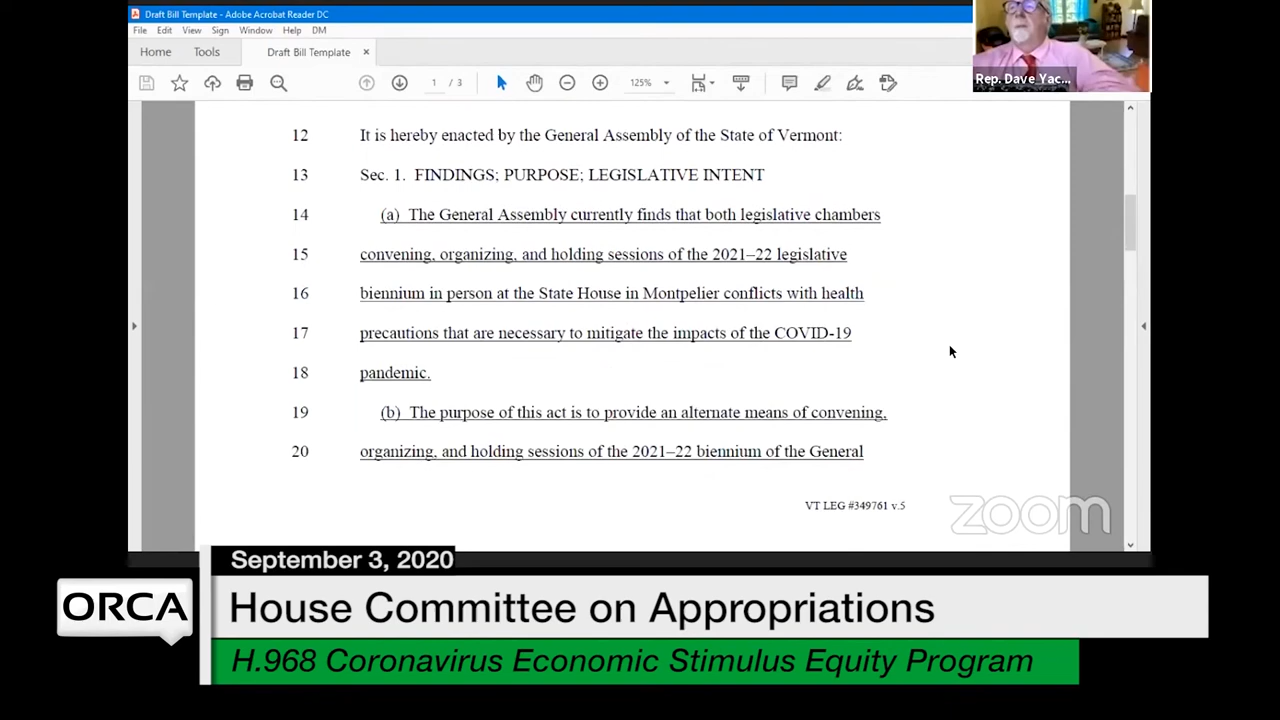 Draft Bill Template - Adobe Acrobat Reader DC
File Edit View Sign Window Help DM
Home Tools Draft Bill Template ×
1 / 3 125%
Rep. Dave Yac...
12 It is hereby enacted by the General Assembly of the State of Vermont:
13 Sec. 1. FINDINGS; PURPOSE; LEGISLATIVE INTENT
14 (a) The General Assembly currently finds that both legislative chambers
15 convening, organizing, and holding sessions of the 2021–22 legislative
16 biennium in person at the State House in Montpelier conflicts with health
17 precautions that are necessary to mitigate the impacts of the COVID-19
18 pandemic.
19 (b) The purpose of this act is to provide an alternate means of convening,
20 organizing, and holding sessions of the 2021–22 biennium of the General
VT LEG #349761 v.5
zoom
September 3, 2020
ORCA
House Committee on Appropriations
H.968 Coronavirus Economic Stimulus Equity Program